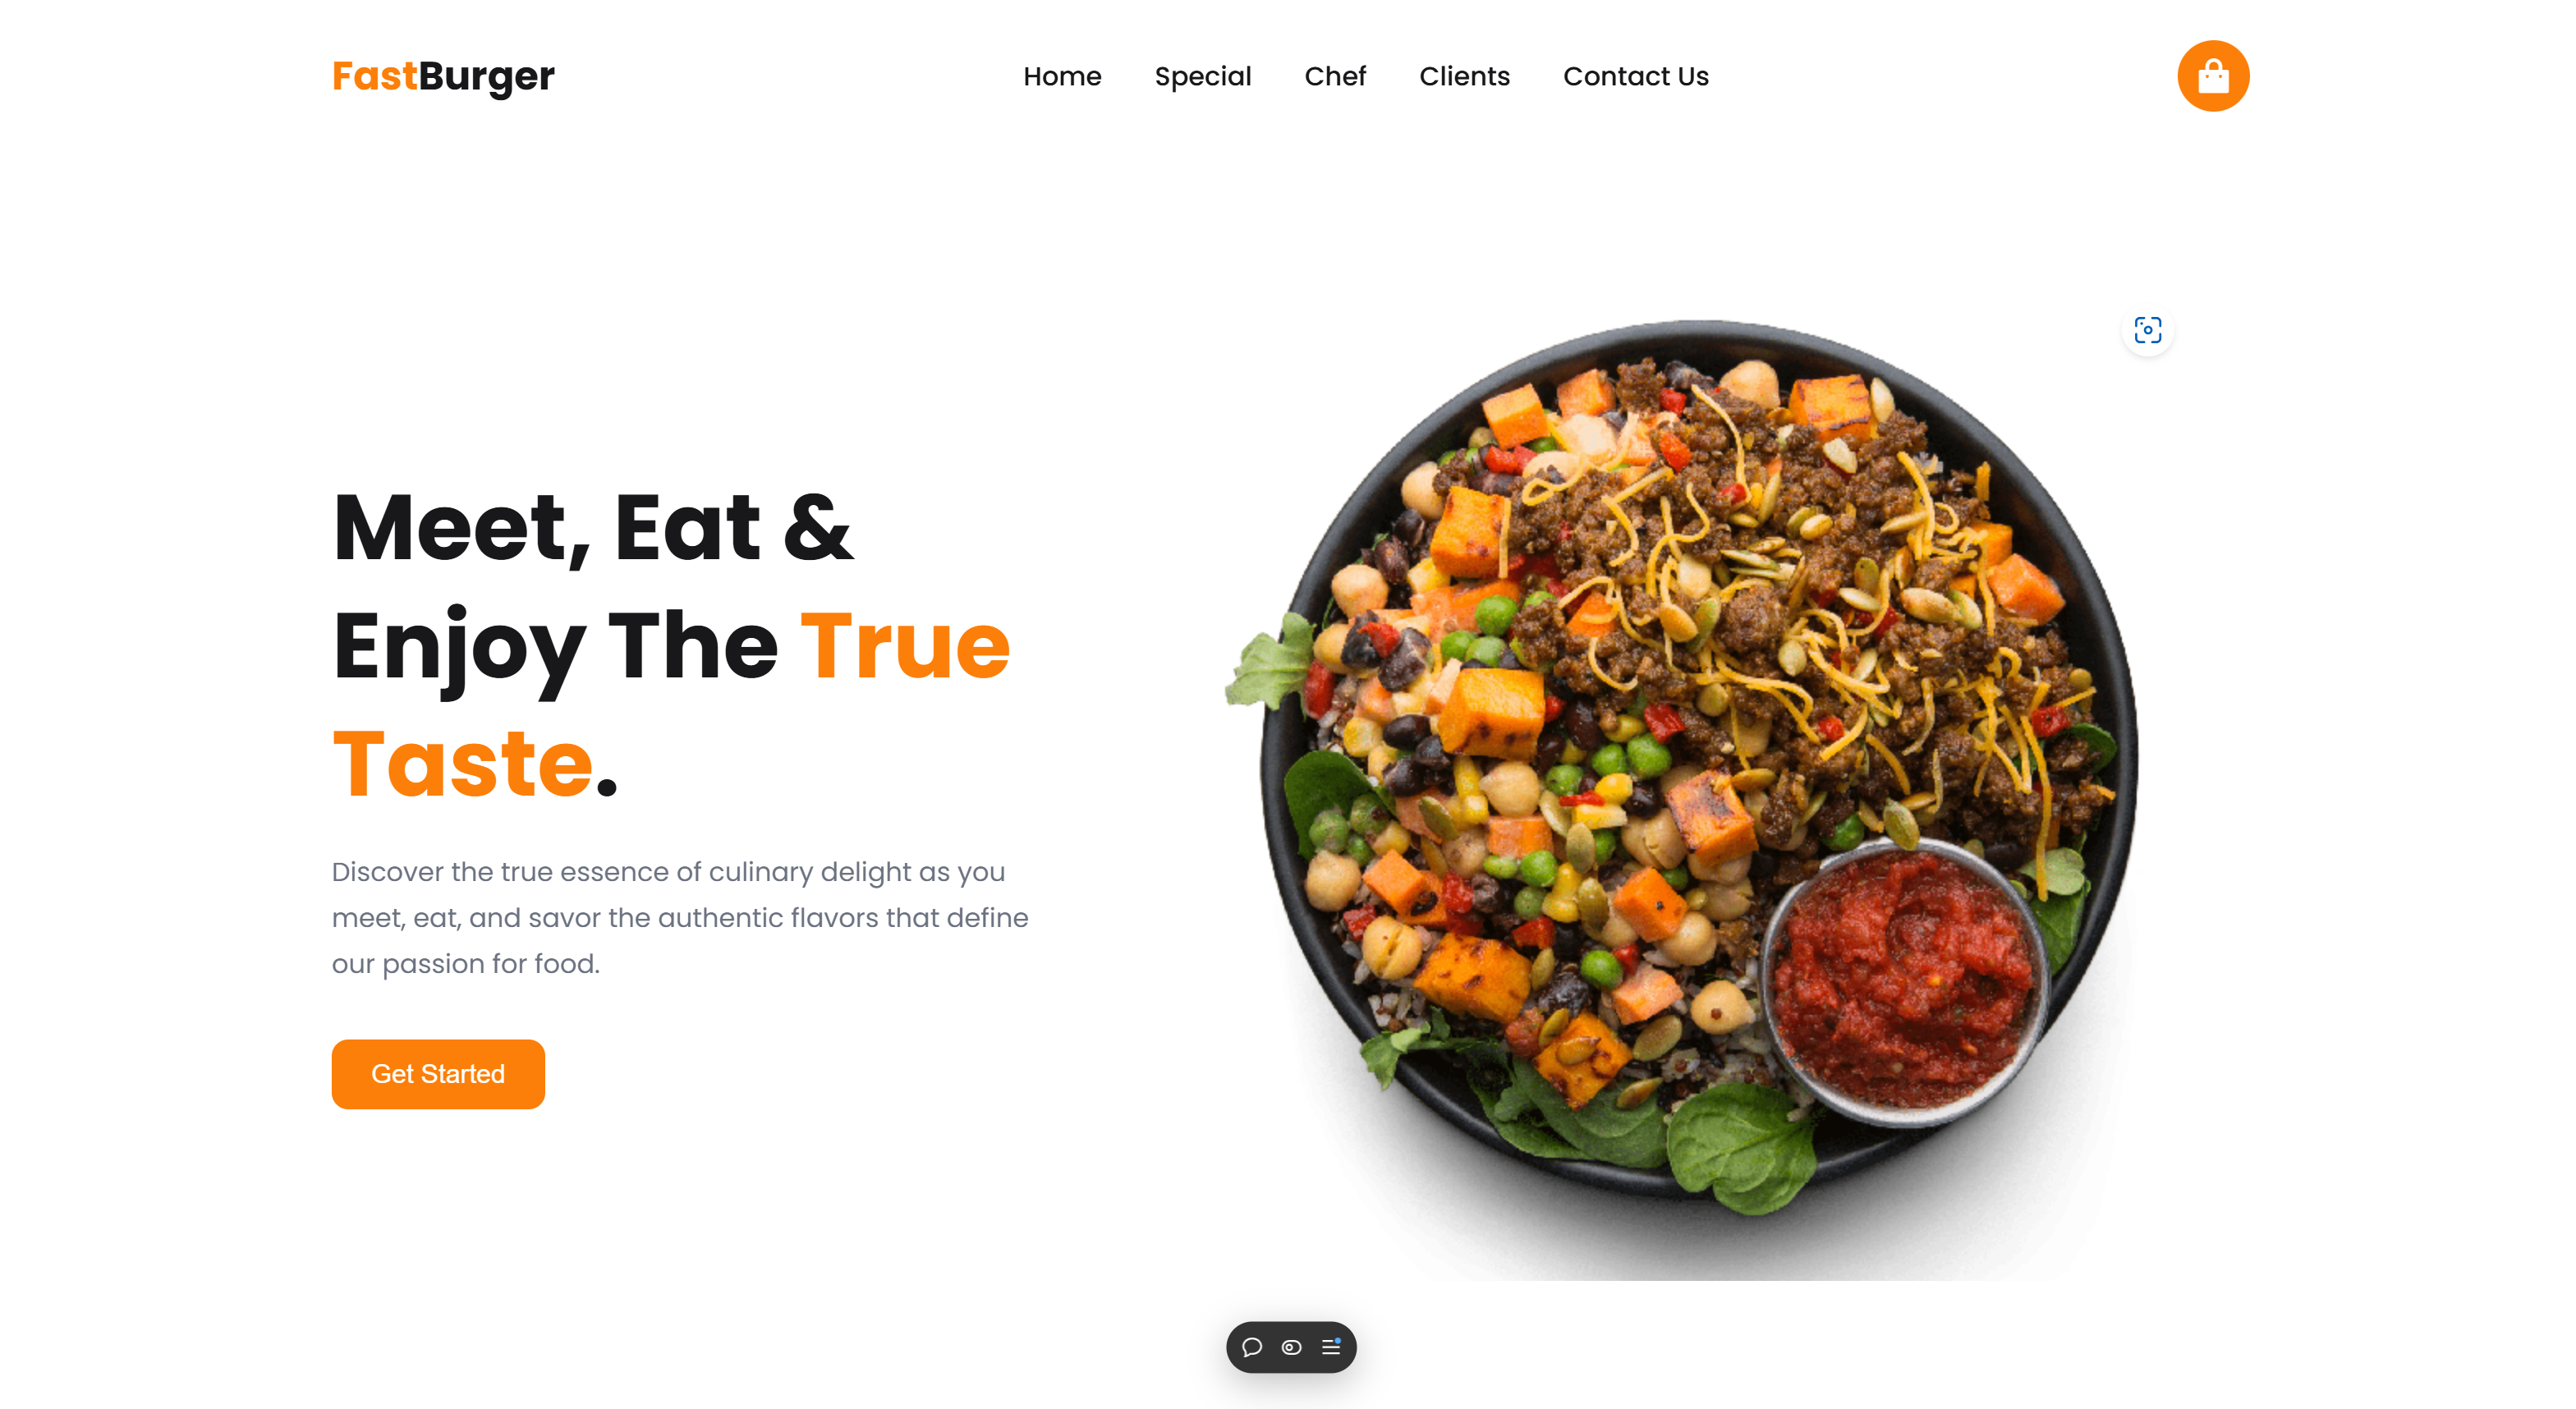 FastBurger
Home
Special
Chef
Clients
Contact Us
Meet, Eat &
Enjoy The True
Taste.
Discover the true essence of culinary delight as you
meet, eat, and savor the authentic flavors that define
our passion for food.
Get Started